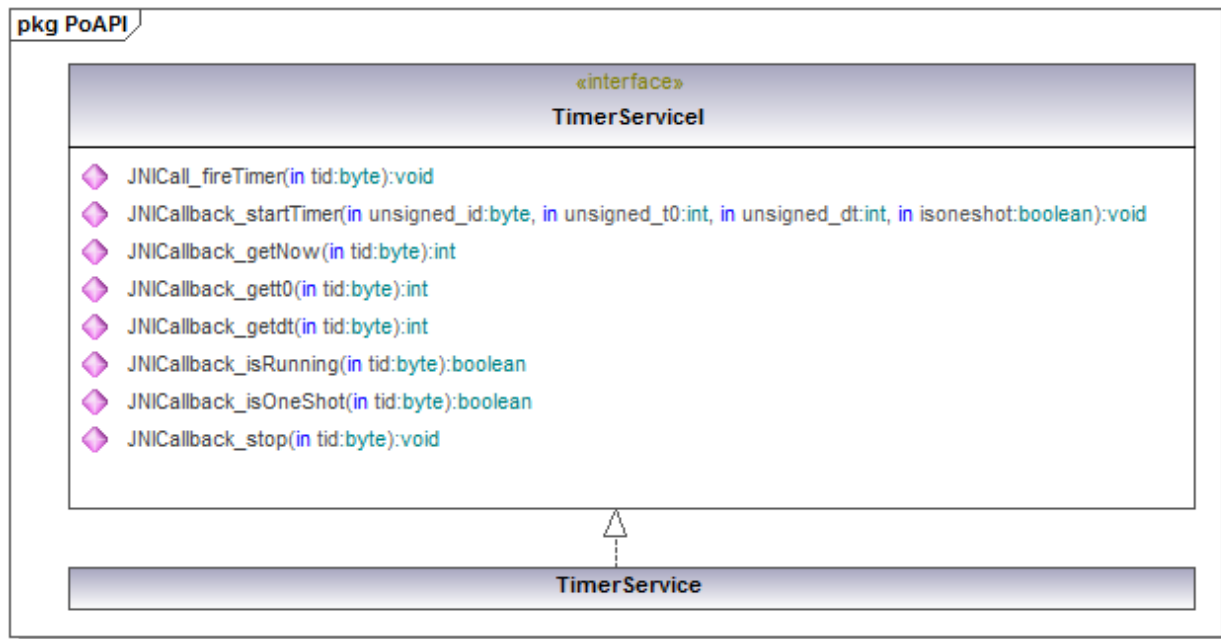 pkg PoAPI
«interface»
TimerServiceI
JNICall_fireTimer(in tid:byte):void
JNICallback_startTimer(in unsigned_id:byte, in unsigned_t0:int, in unsigned_dt:int, in isoneshot:boolean):void
JNICallback_getNow(in tid:byte):int
JNICallback_gett0(in tid:byte):int
JNICallback_getdt(in tid:byte):int
JNICallback_isRunning(in tid:byte):boolean
JNICallback_isOneShot(in tid:byte):boolean
JNICallback_stop(in tid:byte):void
TimerService